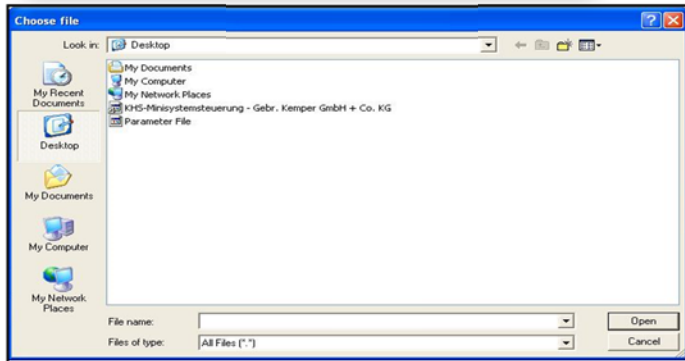 Choose file
Look in: Desktop
My Recent
Documents
Desktop
My Documents
My Computer
My Network
Places
My Documents
My Computer
My Network Places
KHS-Minisystemsteuerung - Gebr. Kemper GmbH + Co. KG
Parameter File
File name:
Open
Files of type: All Files (*.*)
Cancel